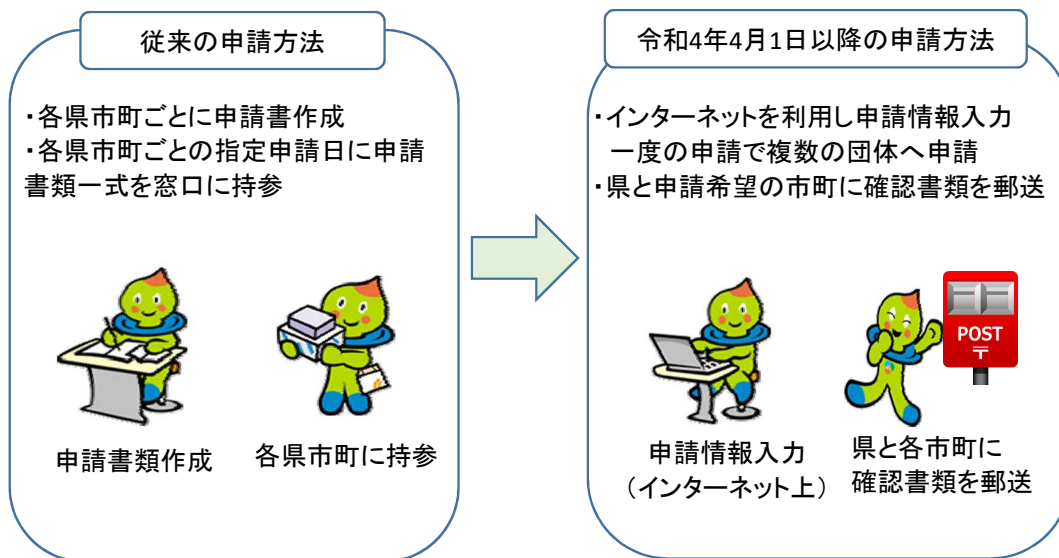 従来の申請方法
・各県市町ごとに申請書作成
・各県市町ごとの指定申請日に申請
書類一式を窓口に持参
申請書類作成
各県市町に持参
令和4年4月1日以降の申請方法
・インターネットを利用し申請情報入力
一度の申請で複数の団体へ申請
・県と申請希望の市町に確認書類を郵送
POST
〒
申請情報入力
（インターネット上）
県と各市町に
確認書類を郵送